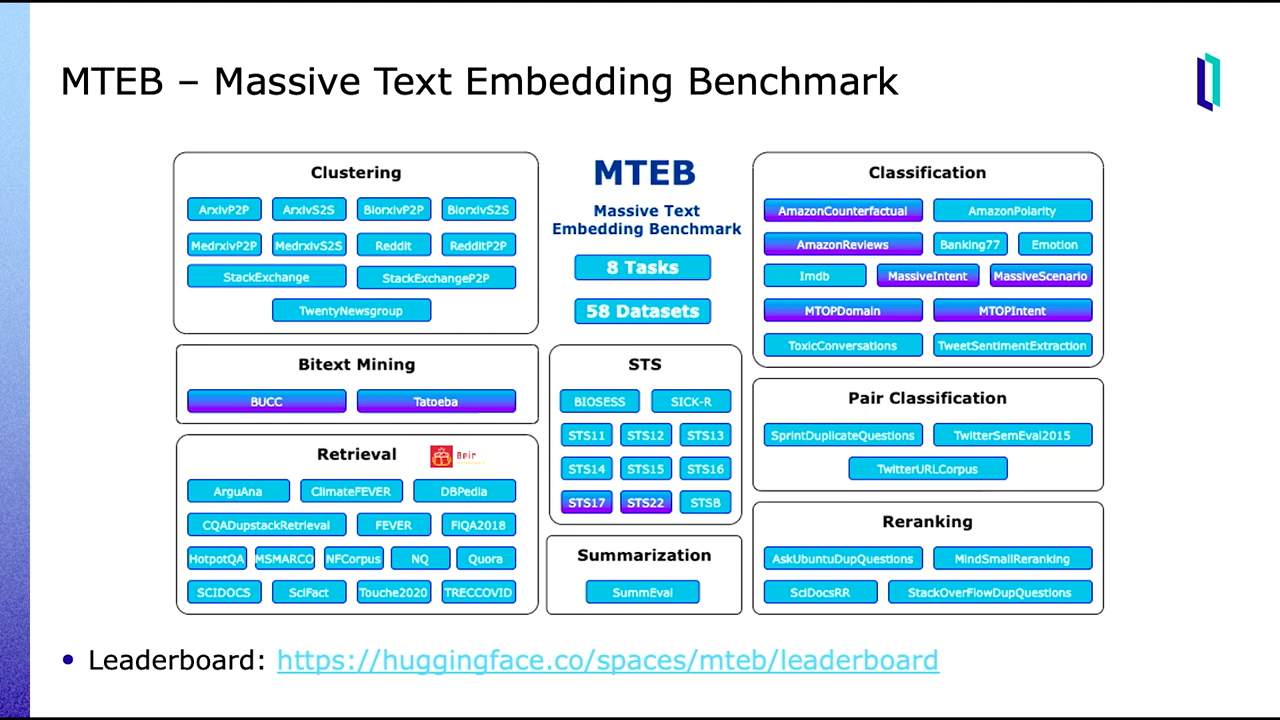 MTEB – Massive Text Embedding Benchmark
Clustering
ArxivP2P ArxivS2S BiorxivP2P BiorxivS2S
MedrxivP2P MedrxivS2S Reddit RedditP2P
StackExchange StackExchangeP2P
TwentyNewsgroup
MTEB
Massive Text
Embedding Benchmark
8 Tasks
58 Datasets
Classification
AmazonCounterfactual AmazonPolarity
AmazonReviews Banking77 Emotion
Imdb MassiveIntent MassiveScenario
MTOPDomain MTOPIntent
ToxicConversations TweetSentimentExtraction
Bitext Mining
BUCC Tatoeba
STS
BIOSESS SICK-R
STS11 STS12 STS13
STS14 STS15 STS16
STS17 STS22 STSB
Pair Classification
SprintDuplicateQuestions TwitterSemEval2015
TwitterURLCorpus
Retrieval Beir
ArguAna ClimateFEVER DBPedia
CQADupstackRetrieval FEVER FiQA2018
HotpotQA MSMARCO NFCorpus NQ Quora
SCIDOCS SciFact Touche2020 TRECCOVID
Summarization
SummEval
Reranking
AskUbuntuDupQuestions MindSmallReranking
SciDocsRR StackOverFlowDupQuestions
• Leaderboard: https://huggingface.co/spaces/mteb/leaderboard